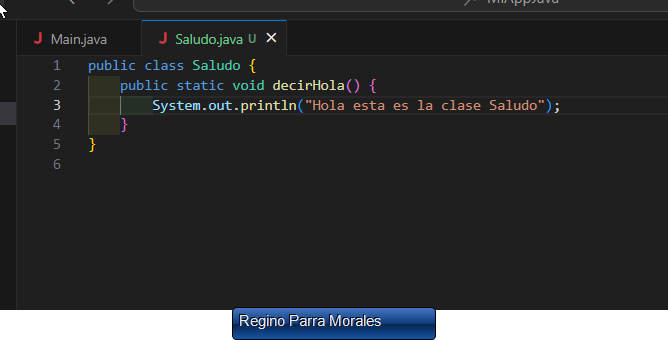 MiAppJava
J Main.java J Saludo.java U ✕
1 public class Saludo {
2 public static void decirHola() {
3 System.out.println("Hola esta es la clase Saludo");
4 }
5 }
6
Regino Parra Morales